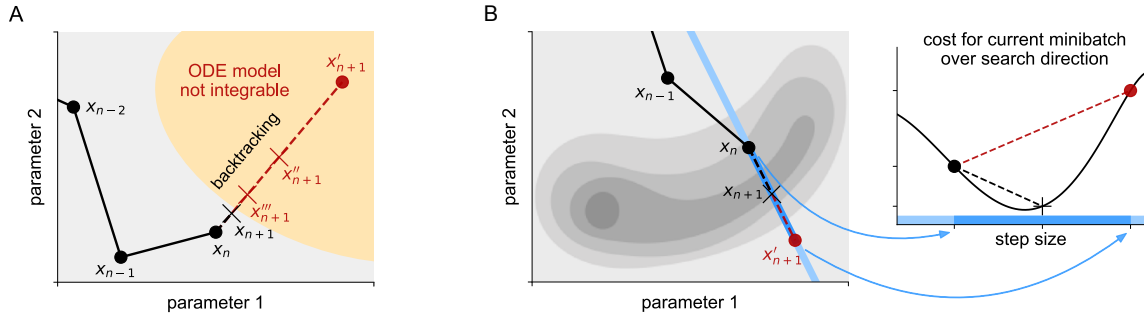 A
ODE model
not integrable
x'ₙ₊₁
xₙ₋₂
backtracking
x''ₙ₊₁
x'''ₙ₊₁
xₙ₊₁
xₙ
xₙ₋₁
parameter 2
parameter 1
B
xₙ₋₁
xₙ
xₙ₊₁
x'ₙ₊₁
parameter 2
parameter 1
cost for current minibatch
over search direction
step size